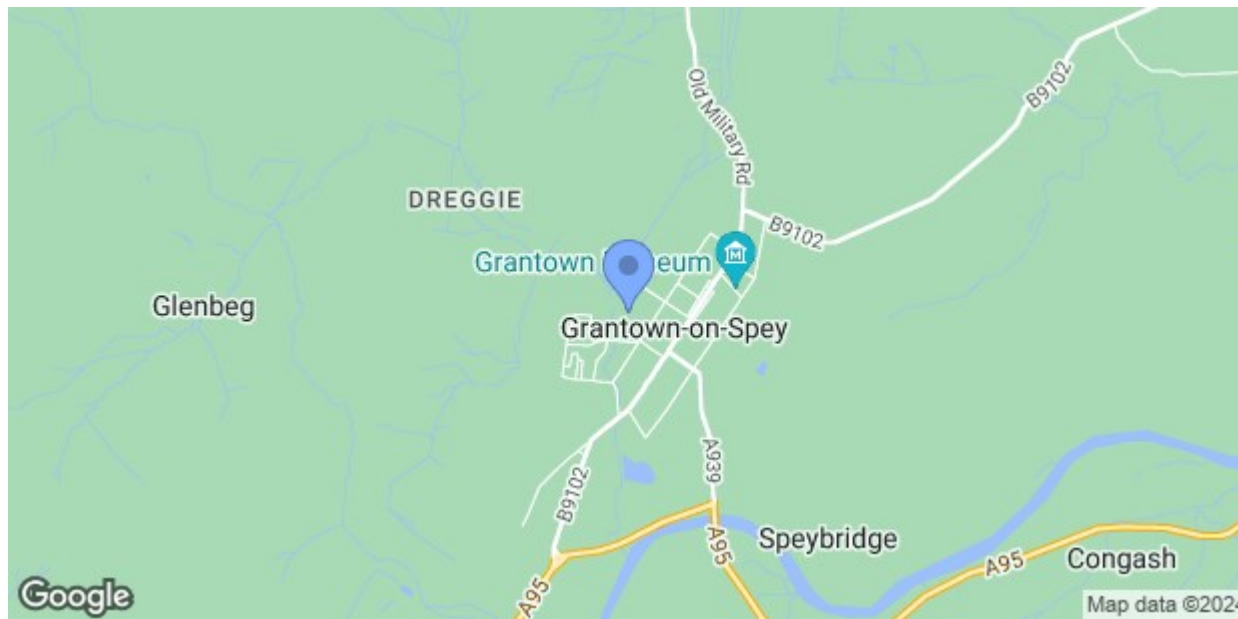 Old Military Rd
B9102
B9102
DREGGIE
Grantown eum
Glenbeg
Grantown-on-Spey
A939
B9102
Speybridge
A95
A95
A95
Congash
Google
Map data ©2024